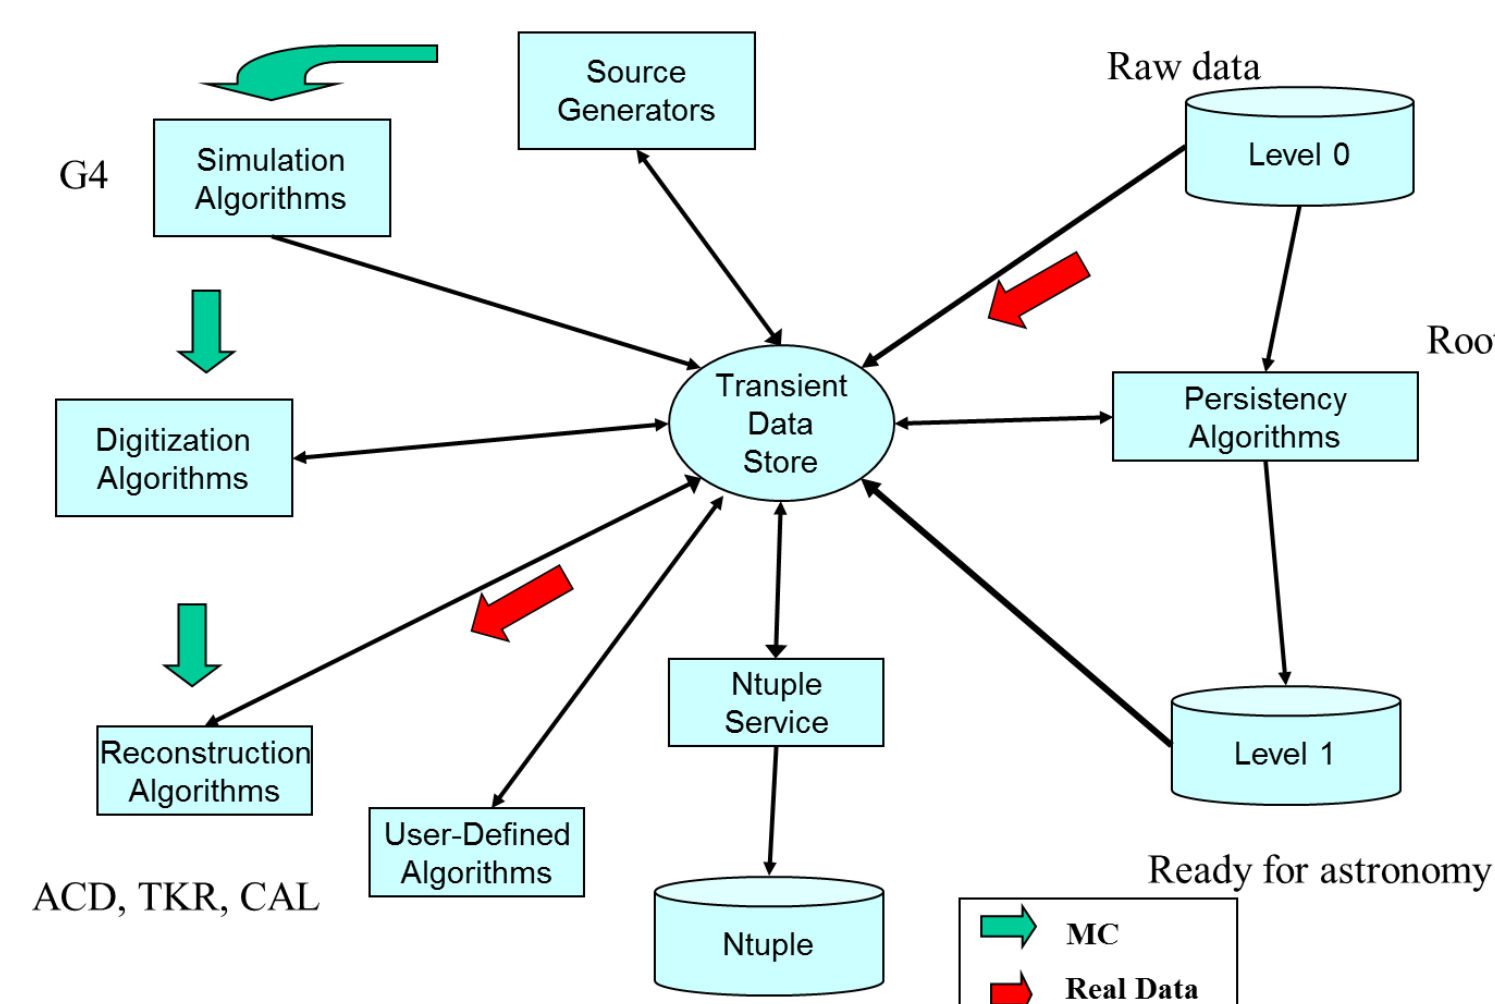 Source
Generators
Raw data
Level 0
G4
Simulation
Algorithms
Transient
Data
Store
Persistency
Algorithms
Digitization
Algorithms
Ntuple
Service
Level 1
Reconstruction
Algorithms
User-Defined
Algorithms
ACD, TKR, CAL
Ready for astronomy
Ntuple
MC
Real Data